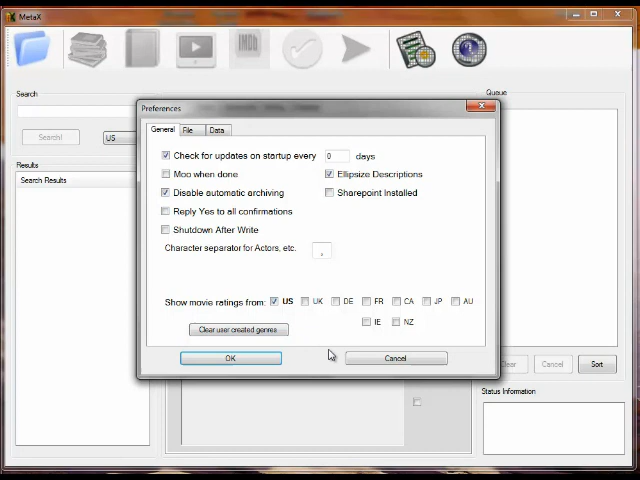 MetaX
IMDb
Search
Queue
Search!
US
Results
Search Results
Preferences
General File Data
Check for updates on startup every 0 days
Moo when done
Ellipsize Descriptions
Disable automatic archiving
Sharepoint Installed
Reply Yes to all confirmations
Shutdown After Write
Character separator for Actors, etc. ,
Show movie ratings from: US UK DE FR CA JP AU
IE NZ
Clear user created genres
OK
Cancel
Cancel
Sort
Status Information